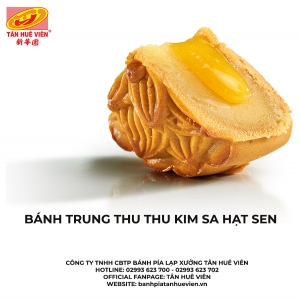 TÂN HUÊ VIÊN
新華園
BÁNH TRUNG THU THU KIM SA HẠT SEN
CÔNG TY TNHH CBTP BÁNH PÍA LẠP XƯỞNG TÂN HUÊ VIÊN
HOTLINE: 02993 623 700 - 02993 623 702
OFFICIAL FANPAGE: TÂN HUÊ VIÊN
WEBSITE: banhpiatanhuevien.vn